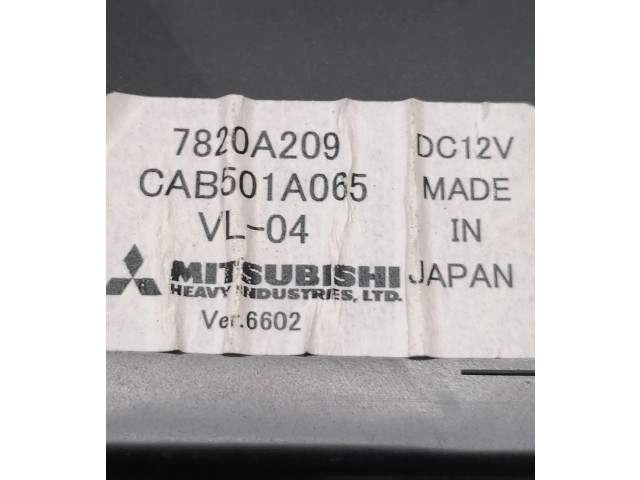 7820A209
CAB501A065
VL-04
MITSUBISHI
HEAVY INDUSTRIES, LTD.
Ver.6602
DC12V
MADE
IN
JAPAN